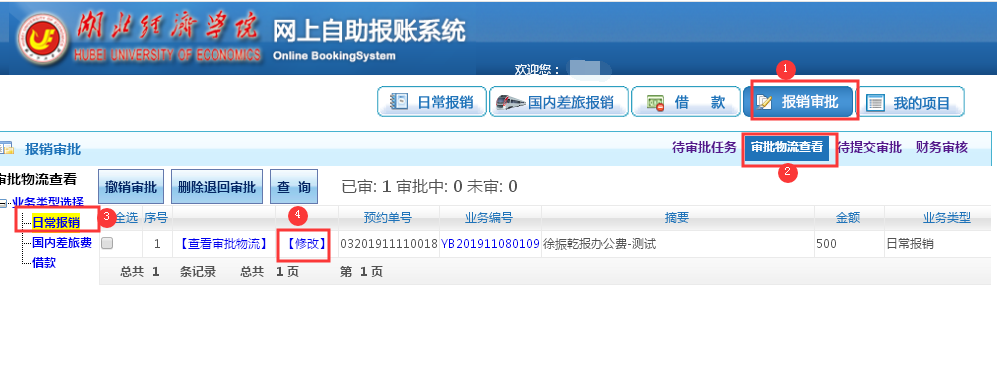 湖北经济学院 网上自助报账系统
HUBEI UNIVERSITY OF ECONOMICS Online BookingSystem
欢迎您：
1
日常报销 国内差旅报销 借 款 报销审批 我的项目
报销审批 待审批任务 审批物流查看 待提交审批 财务审核
2
审批物流查看 撤销审批 删除退回审批 查 询 已审: 1 审批中: 0 未审: 0
业务类型选择
3 全选 序号 4 预约单号 业务编号 摘要 金额 业务类型
日常报销
国内差旅费 1 【查看审批物流】 【修改】 03201911110018 YB201911080109 徐振乾报办公费-测试 500 日常报销
借款
总共 1 条记录 总共 1 页 第 1 页